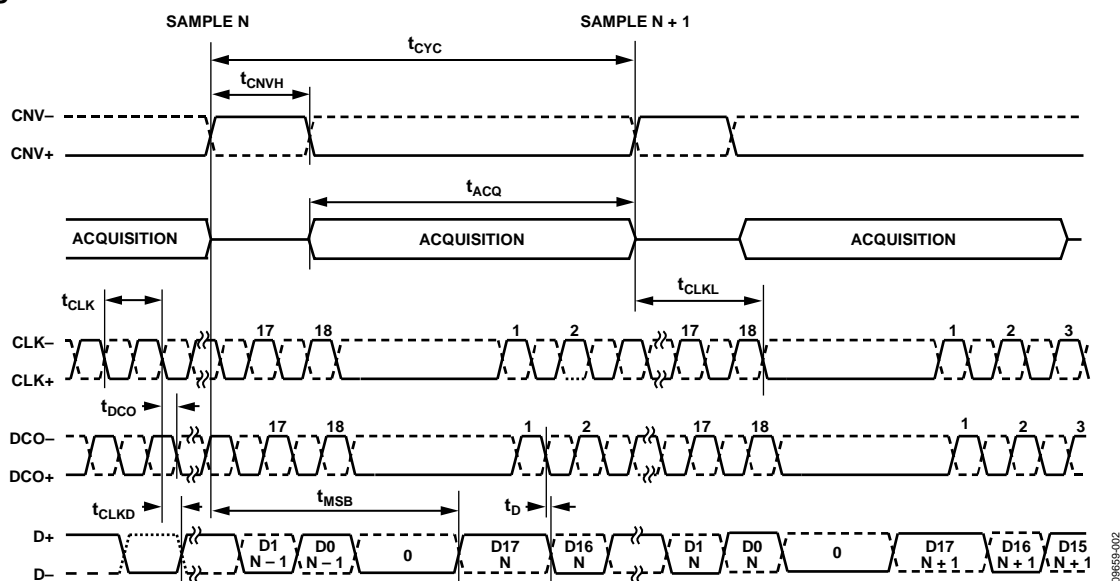 SAMPLE N SAMPLE N + 1
tCYC
tCNVH
CNV–
CNV+
tACQ
ACQUISITION ACQUISITION ACQUISITION
tCLK tCLKL
17 18 1 2 17 18 1 2 3
CLK–
CLK+
tDCO
17 18 1 2 17 18 1 2 3
DCO–
DCO+
tCLKD tMSB tD
D+
D1 D0 0 D17 D16 D1 D0 0 D17 D16 D15
N – 1 N – 1 N N N N N + 1 N + 1 N + 1
D–
09659-002